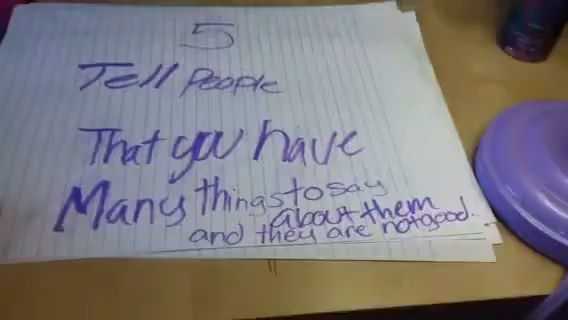 5
Tell People
That you have
Many things to say
about them
and they are not good.